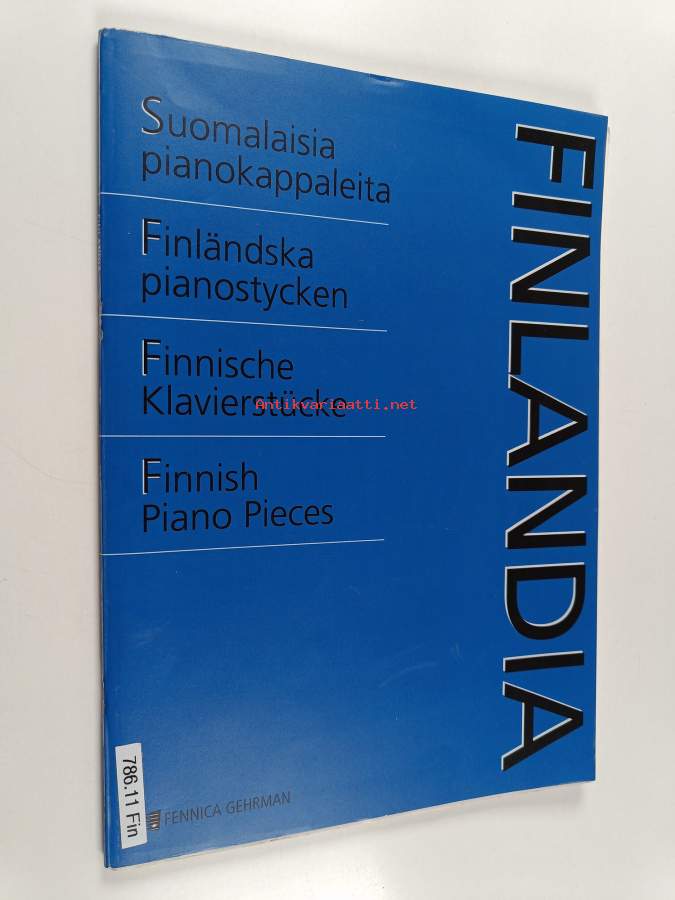 Suomalaisia
pianokappaleita
Finländska
pianostycken
Finnische
Klavierstücke
Antikvariaatti.net
Finnish
Piano Pieces
FINLANDIA
786.11 Fin
FENNICA GEHRMAN